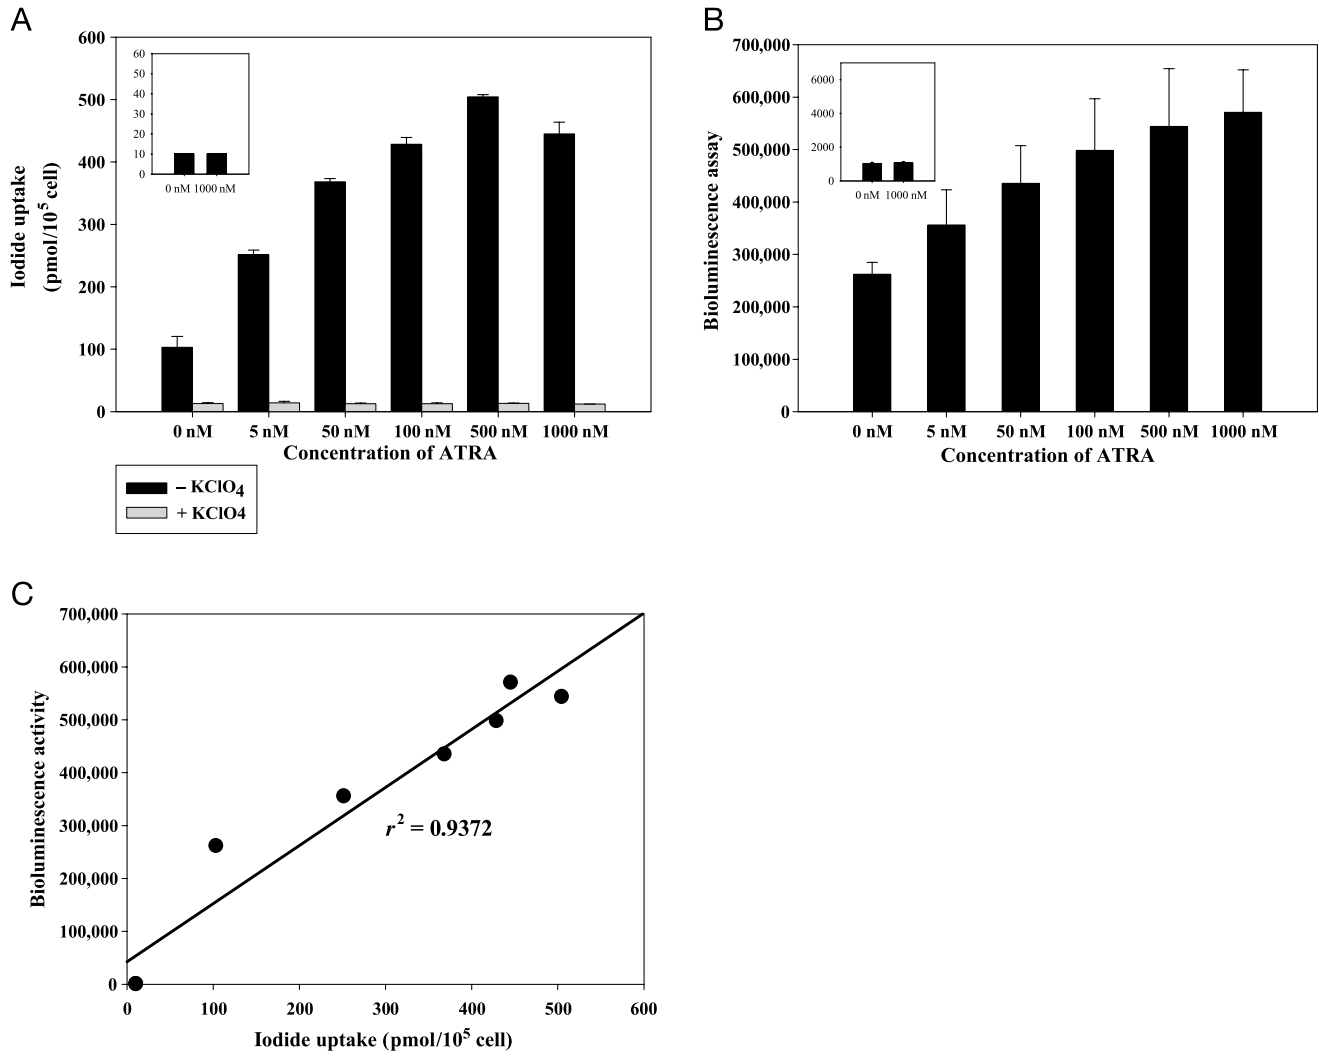 A
600
500
400
300
200
100
0
Iodide uptake
(pmol/10⁵ cell)
60
50
40
30
20
10
0
0 nM 1000 nM
0 nM 5 nM 50 nM 100 nM 500 nM 1000 nM
Concentration of ATRA
– KClO₄
+ KClO4
B
700,000
600,000
500,000
400,000
300,000
200,000
100,000
0
Bioluminescence assay
6000
4000
2000
0
0 nM 1000 nM
0 nM 5 nM 50 nM 100 nM 500 nM 1000 nM
Concentration of ATRA
C
700,000
600,000
500,000
400,000
300,000
200,000
100,000
0
Bioluminescence activity
r² = 0.9372
0 100 200 300 400 500 600
Iodide uptake (pmol/10⁵ cell)